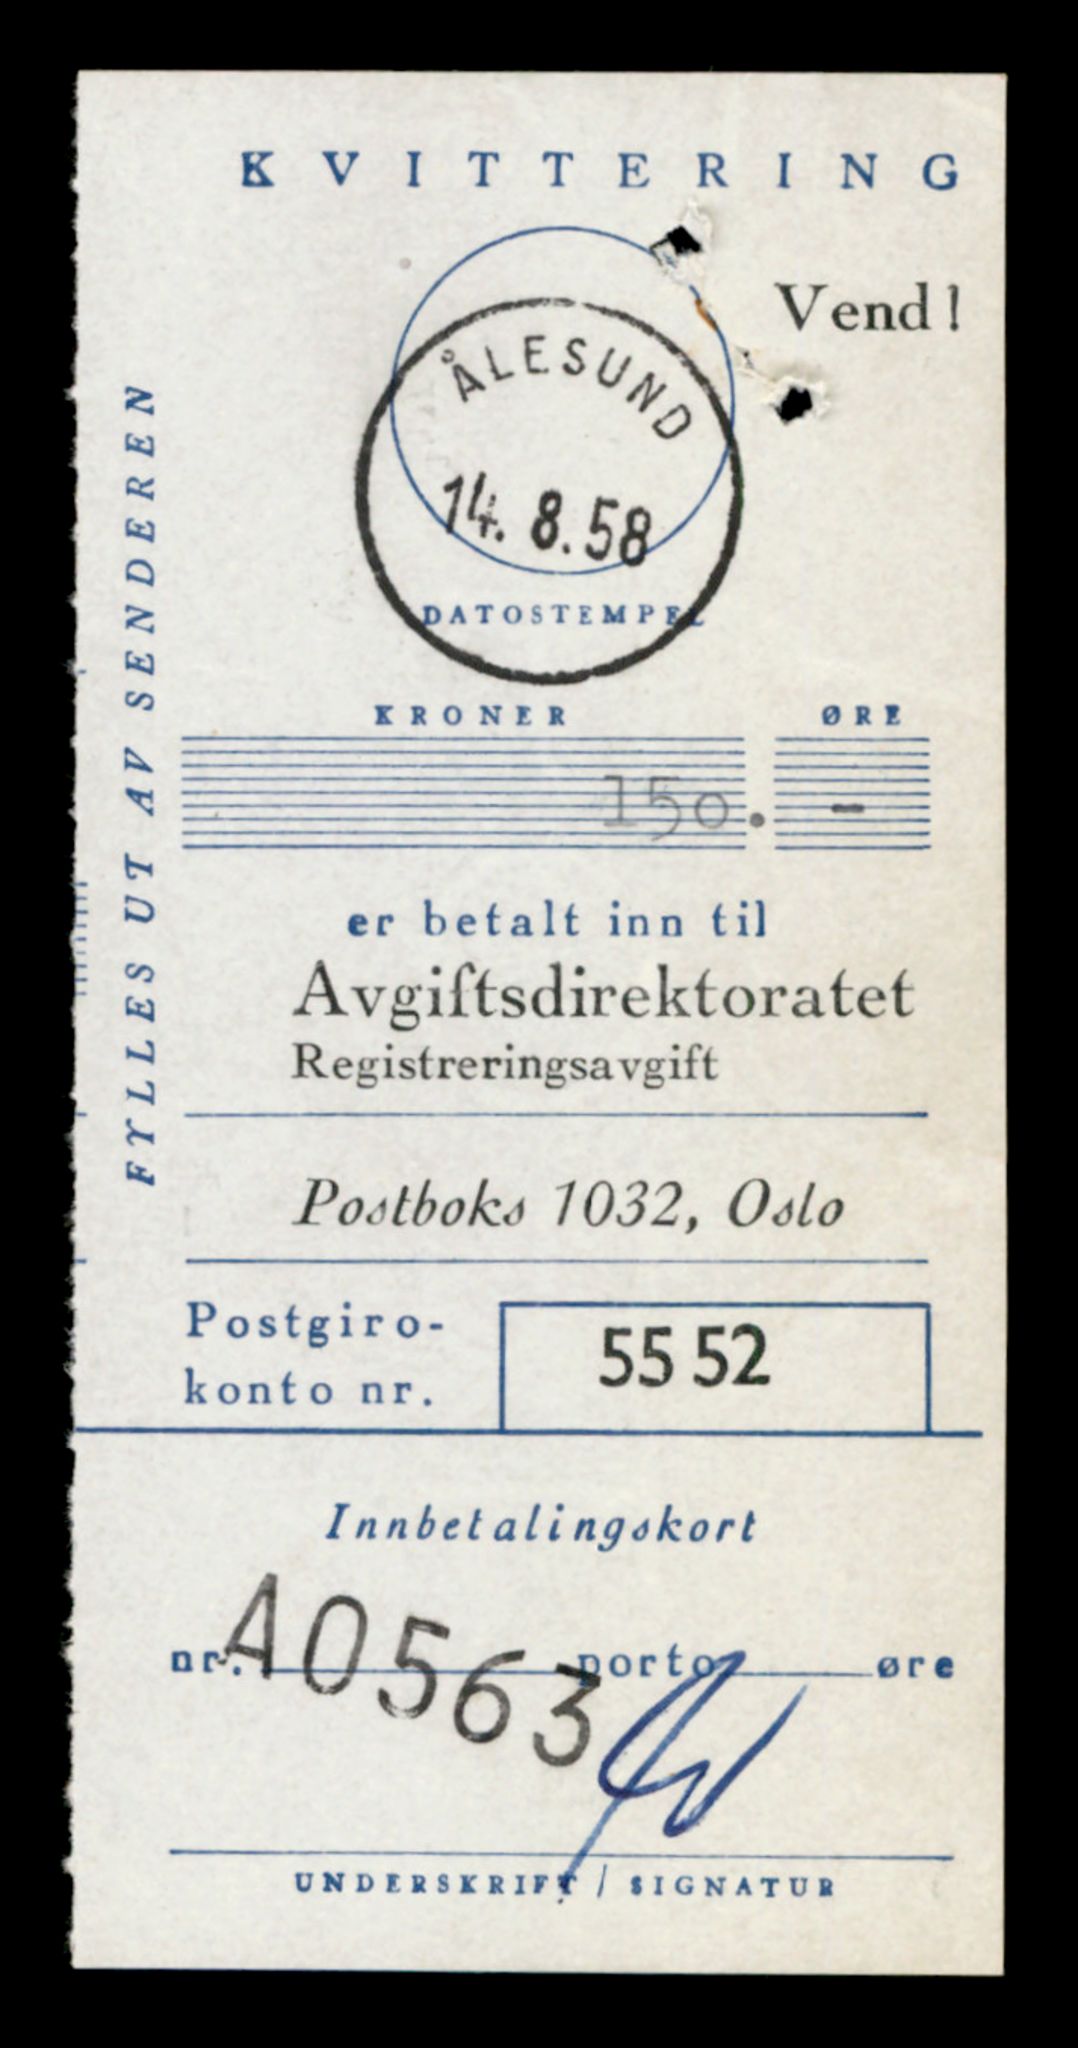 KVITTERING
Vend!
ÅLESUND
14. 8.58
DATOSTEMPEL
FYLLES UT AV SENDEREN
KRONER ØRE
150. -
er betalt inn til
Avgiftsdirektoratet
Registreringsavgift
Postboks 1032, Oslo
Postgiro-
konto nr.
55 52
Innbetalingskort
nr. A0563 porto øre
UNDERSKRIFT / SIGNATUR